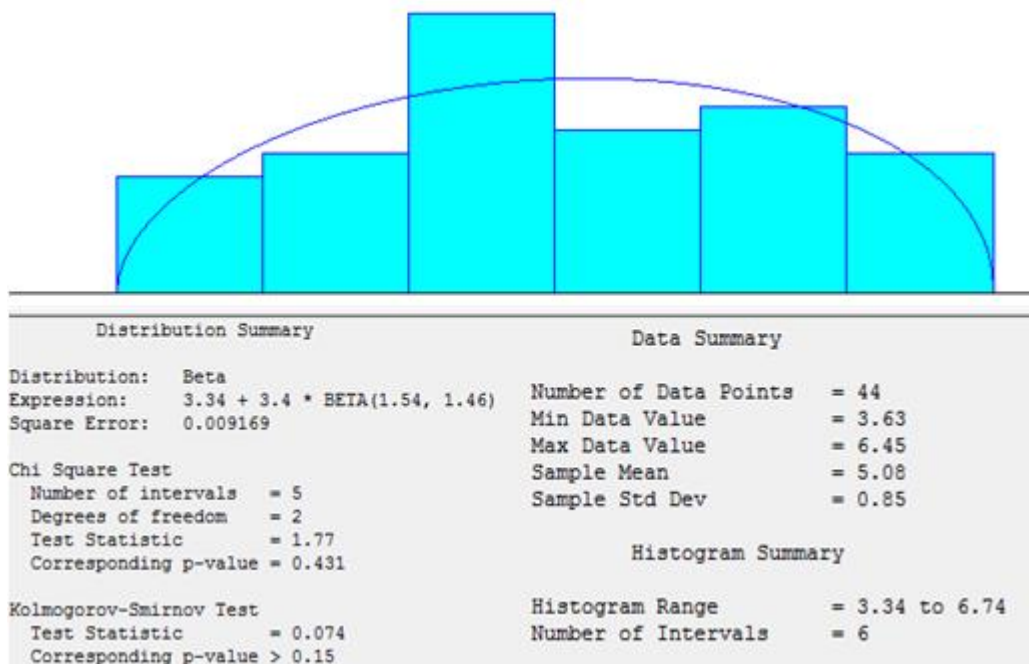 Distribution Summary
Distribution: Beta
Expression: 3.34 + 3.4 * BETA(1.54, 1.46)
Square Error: 0.009169
Chi Square Test
Number of intervals = 5
Degrees of freedom = 2
Test Statistic = 1.77
Corresponding p-value = 0.431
Kolmogorov-Smirnov Test
Test Statistic = 0.074
Corresponding p-value > 0.15
Data Summary
Number of Data Points = 44
Min Data Value = 3.63
Max Data Value = 6.45
Sample Mean = 5.08
Sample Std Dev = 0.85
Histogram Summary
Histogram Range = 3.34 to 6.74
Number of Intervals = 6